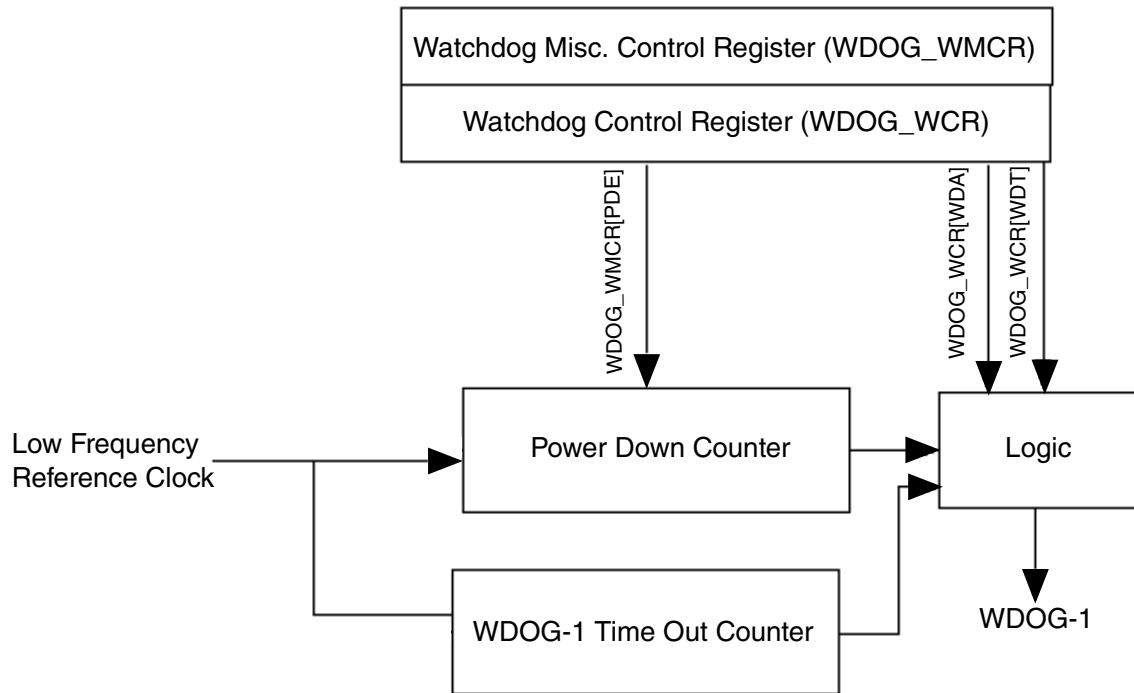 Watchdog Misc. Control Register (WDOG_WMCR)
Watchdog Control Register (WDOG_WCR)
WDOG_WMCR[PDE]
WDOG_WCR[WDA]
WDOG_WCR[WDT]
Low Frequency
Reference Clock
Power Down Counter
Logic
WDOG-1 Time Out Counter
WDOG-1